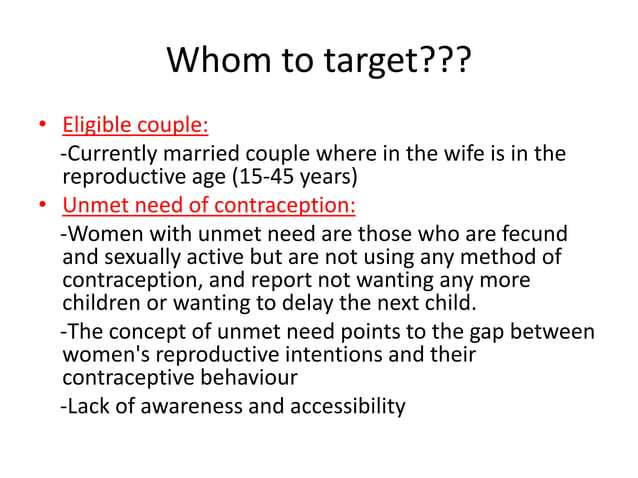 Whom to target???
• Eligible couple:
-Currently married couple where in the wife is in the
reproductive age (15-45 years)
• Unmet need of contraception:
-Women with unmet need are those who are fecund
and sexually active but are not using any method of
contraception, and report not wanting any more
children or wanting to delay the next child.
-The concept of unmet need points to the gap between
women's reproductive intentions and their
contraceptive behaviour
-Lack of awareness and accessibility